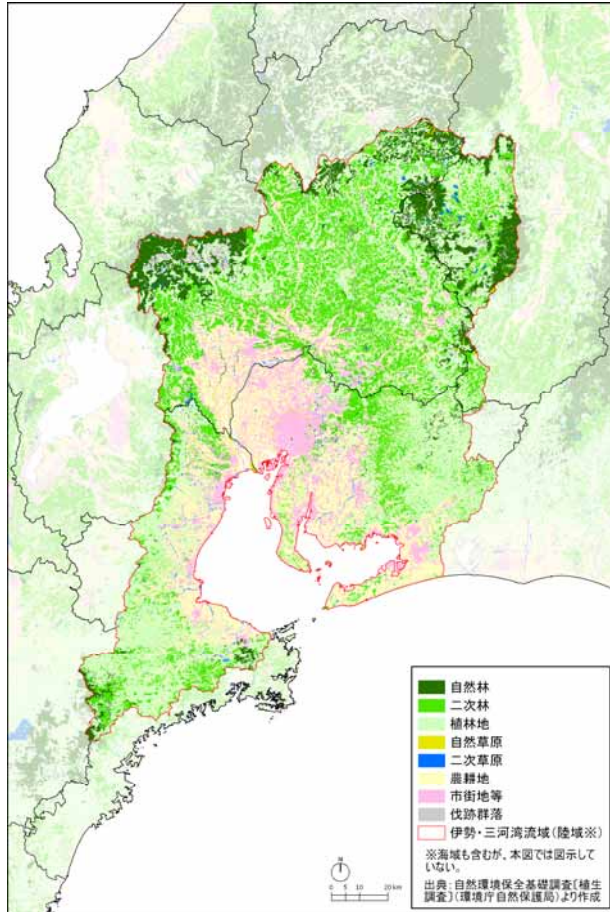 自然林
二次林
植林地
自然草原
二次草原
農耕地
市街地等
伐跡群落
伊勢・三河湾流域(陸域※)
※海域も含むが、本図では図示して
いない。
出典:自然環境保全基礎調査〔植生
調査〕(環境庁自然保護局)より作成
N
0 5 10 20 km